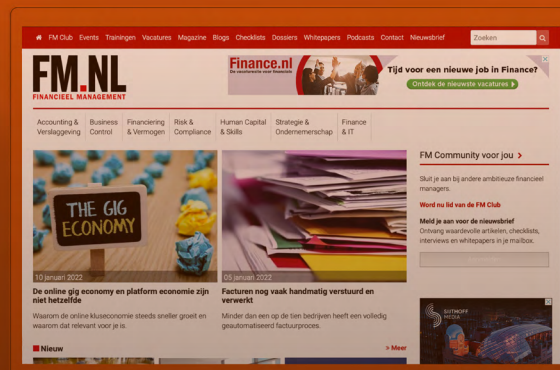 FM Club Events Trainingen Vacatures Magazine Blogs Checklists Dossiers Whitepapers Podcasts Contact Nieuwsbrief Zoeken
FM.NL
FINANCIEEL MANAGEMENT
Finance.nl
De vacaturesite voor financials
Tijd voor een nieuwe job in Finance?
Ontdek de nieuwste vacatures
Accounting & Verslaggeving
Business Control
Financiering & Vermogen
Risk & Compliance
Human Capital & Skills
Strategie & Ondernemerschap
Finance & IT
THE GIG
ECONOMY
10 januari 2022
De online gig economy en platform economie zijn
niet hetzelfde
Waarom de online kluseconomie steeds sneller groeit en
waarom dat relevant voor je is.
05 januari 2022
Facturen nog vaak handmatig verstuurd en
verwerkt
Minder dan een op de tien bedrijven heeft een volledig
geautomatiseerd factuurproces.
Nieuw
> Meer
FM Community voor jou >
Sluit je aan bij andere ambitieuze financieel
managers.
Word nu lid van de FM Club
Meld je aan voor de nieuwsbrief
Ontvang waardevolle artikelen, checklists,
interviews en whitepapers in je mailbox.
SIJTHOFF
MEDIA